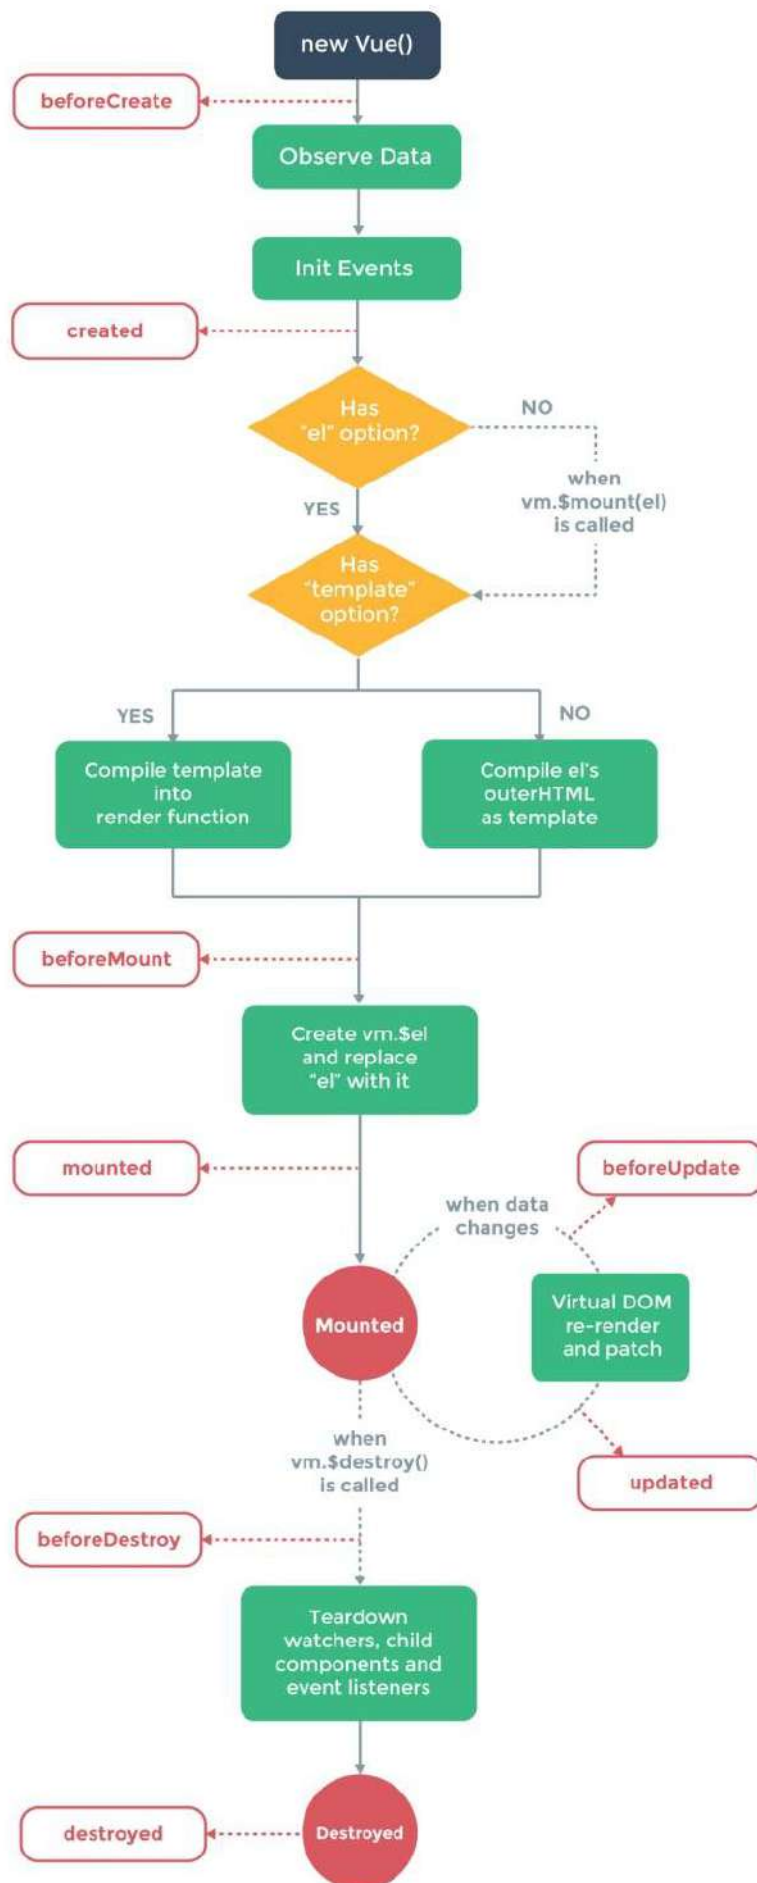 new Vue()
beforeCreate
Observe Data
Init Events
created
Has
"el" option?
NO
when
vm.$mount(el)
is called
YES
Has
"template"
option?
YES
NO
Compile template
into
render function
Compile el's
outerHTML
as template
beforeMount
Create vm.$el
and replace
"el" with it
mounted
beforeUpdate
when data
changes
Mounted
Virtual DOM
re-render
and patch
when
vm.$destroy()
is called
updated
beforeDestroy
Teardown
watchers, child
components and
event listeners
destroyed
Destroyed